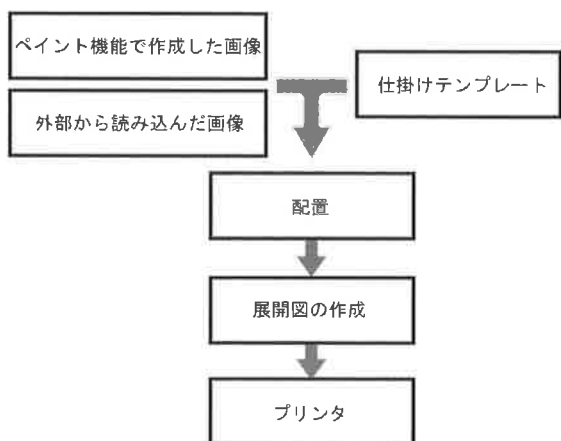 ペイント機能で作成した画像
仕掛けテンプレート
外部から読み込んだ画像
配置
展開図の作成
プリンタ